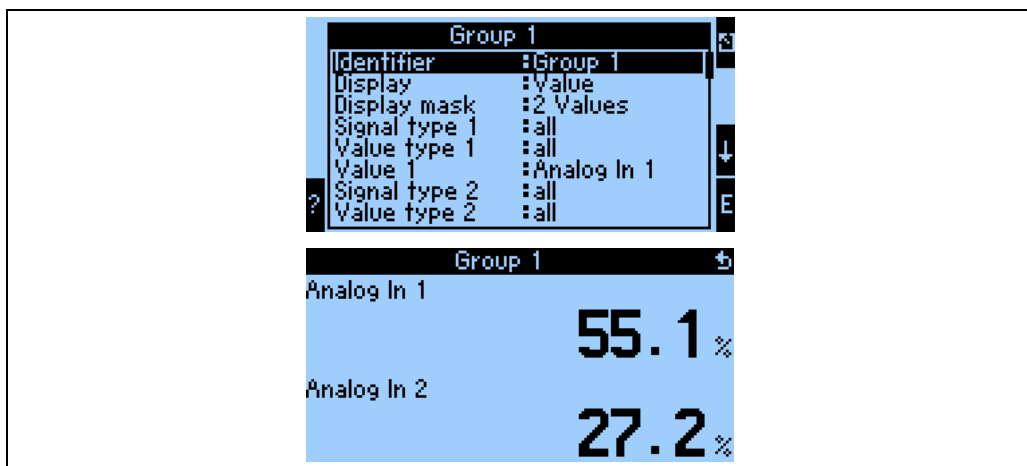 Group 1
Identifier :Group 1
Display :Value
Display mask :2 Values
Signal type 1 :all
Value type 1 :all
Value 1 :Analog In 1
Signal type 2 :all
Value type 2 :all
?
E
Group 1
Analog In 1
55.1 %
Analog In 2
27.2 %